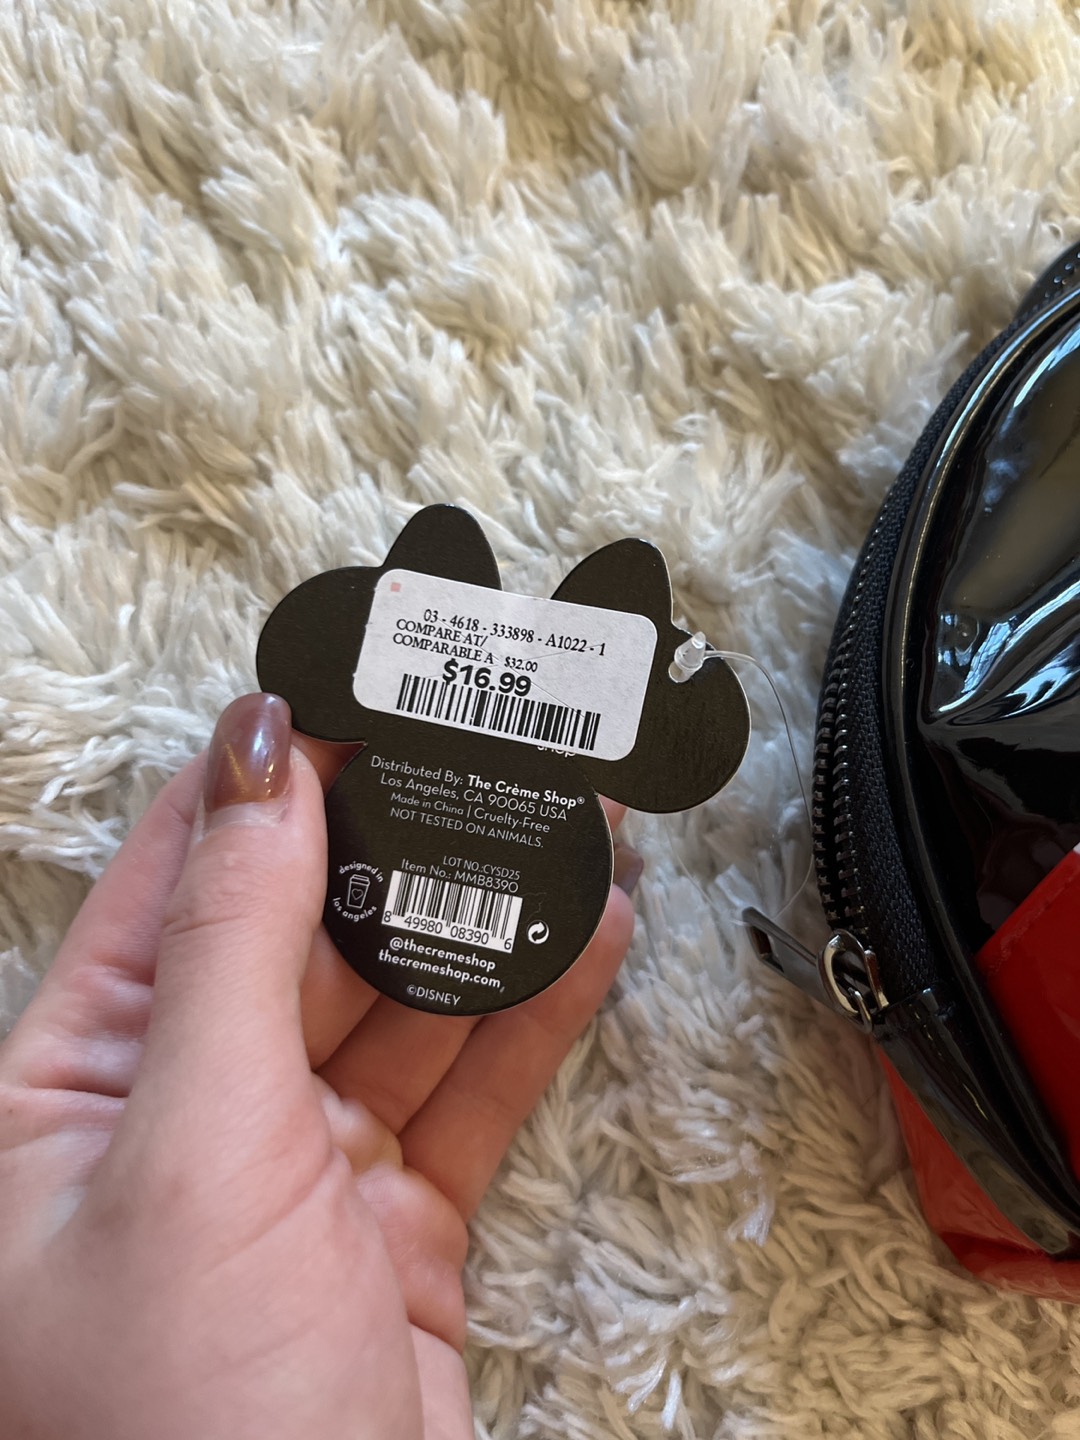 03 - 4618 - 333898 - A1022 - 1
COMPARE AT/
COMPARABLE A $32.00
$16.99
shop
Distributed By: The Crème Shop®
Los Angeles, CA 90065 USA
Made in China | Cruelty-Free
NOT TESTED ON ANIMALS.
LOT NO.:CYSD25
Item No.: MMB8390
designed in
los angeles
8 49980 08390 6
@thecremeshop
thecremeshop.com
©DISNEY